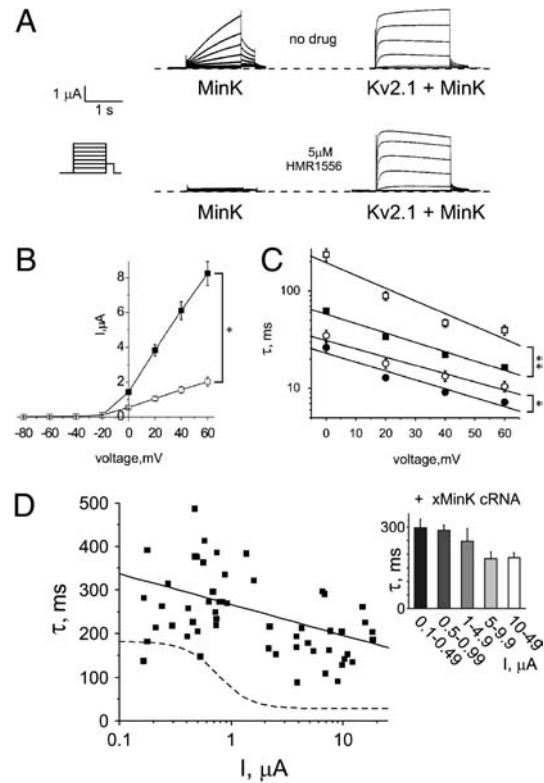 A
no drug
MinK
Kv2.1 + MinK
1 μA
1 s
5μM
HMR1556
MinK
Kv2.1 + MinK
B
I,μA
8
6
4
2
0
-80 -60 -40 -20 0 20 40 60
voltage,mV
*
C
τ, ms
100
10
0 20 40 60
voltage,mV
*
*
*
D
τ, ms
500
400
300
200
100
0
0.1 1 10
I, μA
+ xMinK cRNA
τ, ms
300
0
0.1-0.49
0.5-0.99
1-4.9
5-9.9
10-49
I, μA